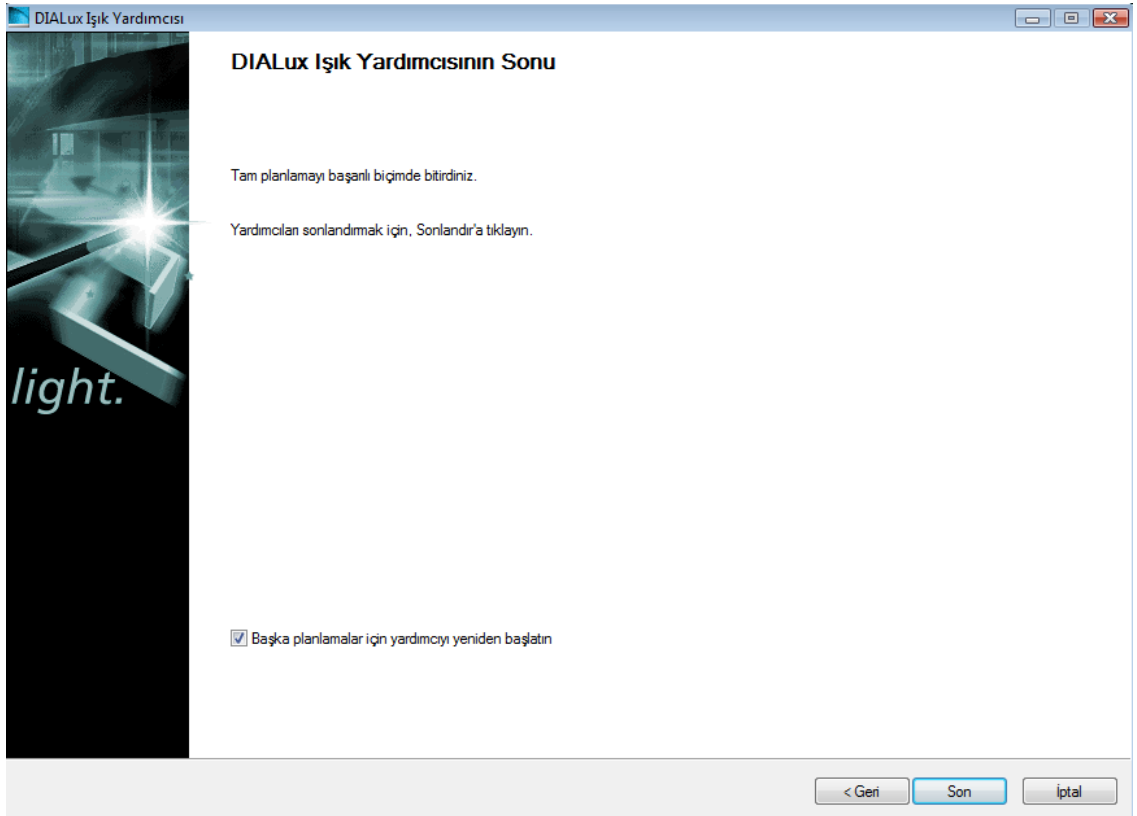 DIALux Işık Yardımcısı
DIALux Işık Yardımcısının Sonu
Tam planlamayı başarılı biçimde bitirdiniz.
Yardımcıları sonlandırmak için, Sonlandır'a tıklayın.
light.
Başka planlamalar için yardımcıyı yeniden başlatın
< Geri Son İptal